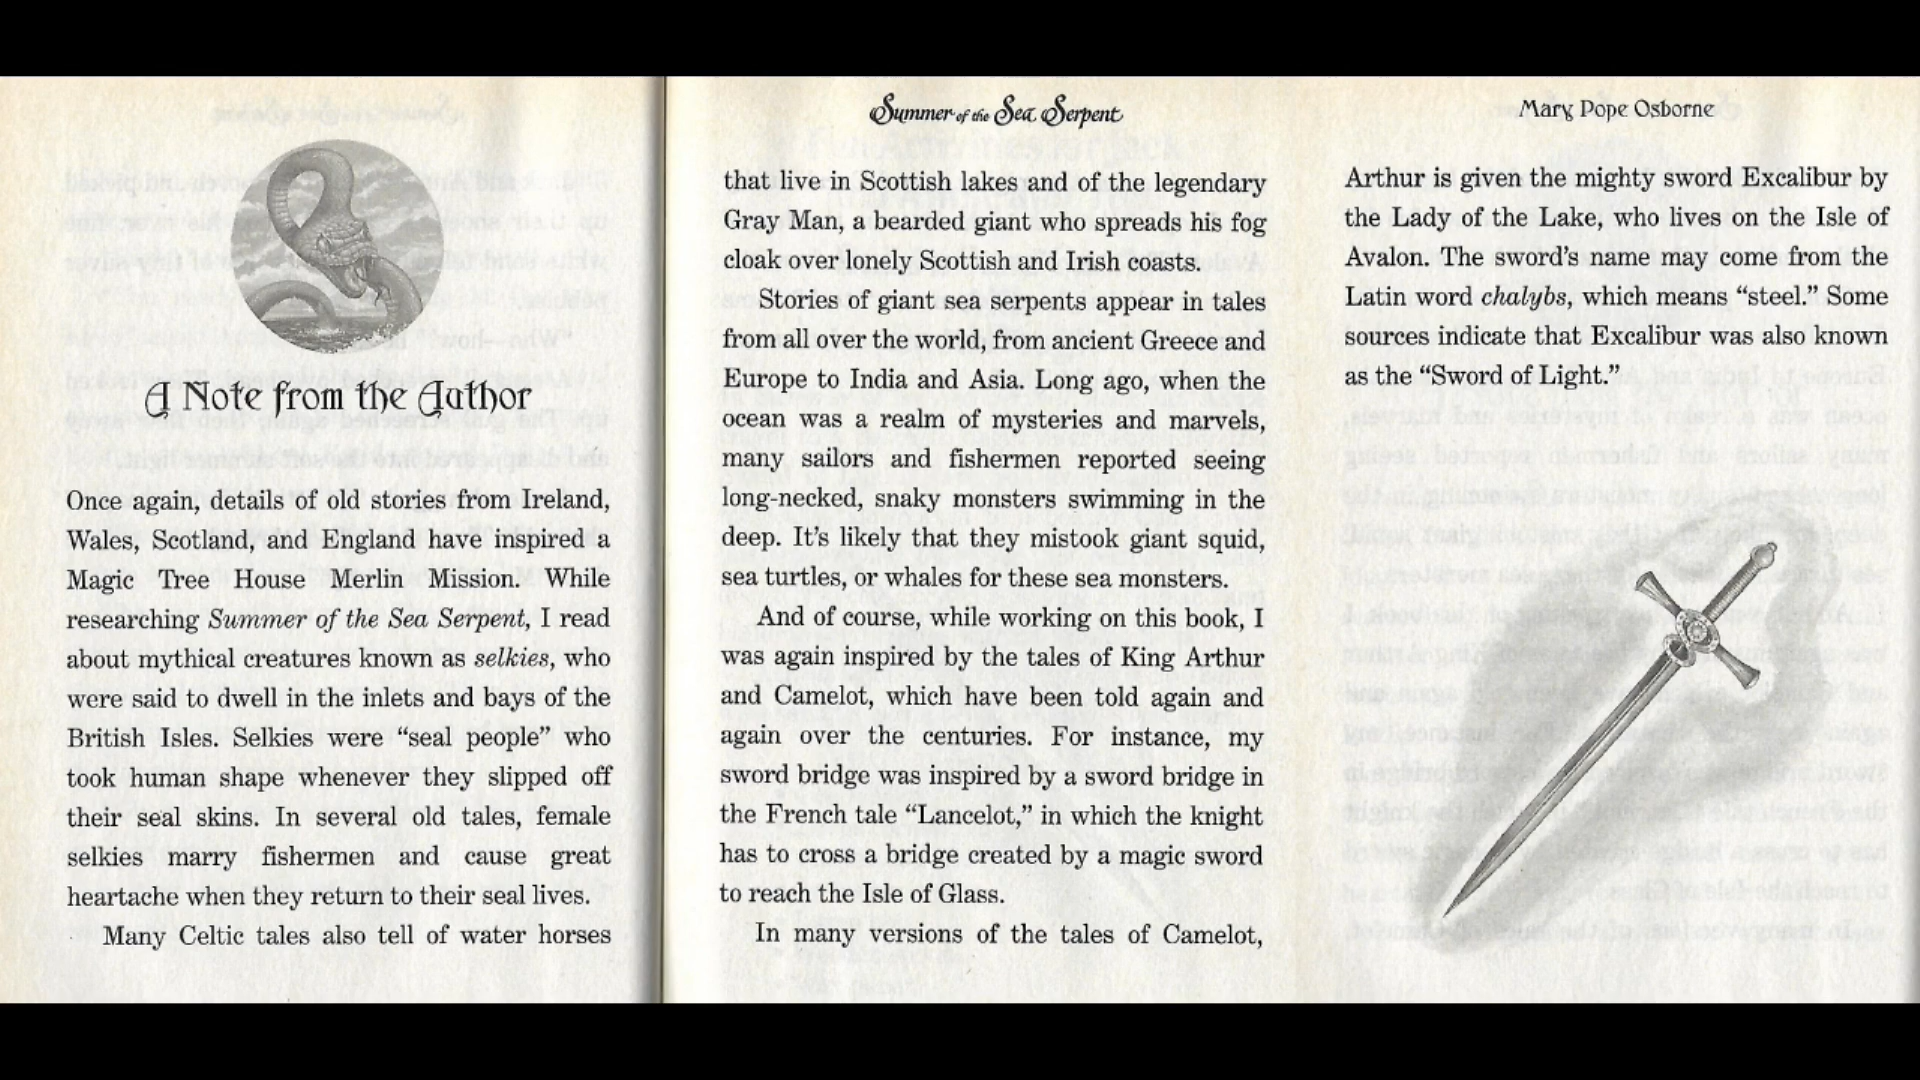 A Note from the Author
Once again, details of old stories from Ireland,
Wales, Scotland, and England have inspired a
Magic Tree House Merlin Mission. While
researching Summer of the Sea Serpent, I read
about mythical creatures known as selkies, who
were said to dwell in the inlets and bays of the
British Isles. Selkies were “seal people” who
took human shape whenever they slipped off
their seal skins. In several old tales, female
selkies marry fishermen and cause great
heartache when they return to their seal lives.
Many Celtic tales also tell of water horses
Summer of the Sea Serpent
that live in Scottish lakes and of the legendary
Gray Man, a bearded giant who spreads his fog
cloak over lonely Scottish and Irish coasts.
Stories of giant sea serpents appear in tales
from all over the world, from ancient Greece and
Europe to India and Asia. Long ago, when the
ocean was a realm of mysteries and marvels,
many sailors and fishermen reported seeing
long-necked, snaky monsters swimming in the
deep. It’s likely that they mistook giant squid,
sea turtles, or whales for these sea monsters.
And of course, while working on this book, I
was again inspired by the tales of King Arthur
and Camelot, which have been told again and
again over the centuries. For instance, my
sword bridge was inspired by a sword bridge in
the French tale “Lancelot,” in which the knight
has to cross a bridge created by a magic sword
to reach the Isle of Glass.
In many versions of the tales of Camelot,
Mary Pope Osborne
Arthur is given the mighty sword Excalibur by
the Lady of the Lake, who lives on the Isle of
Avalon. The sword’s name may come from the
Latin word chalybs, which means “steel.” Some
sources indicate that Excalibur was also known
as the “Sword of Light.”